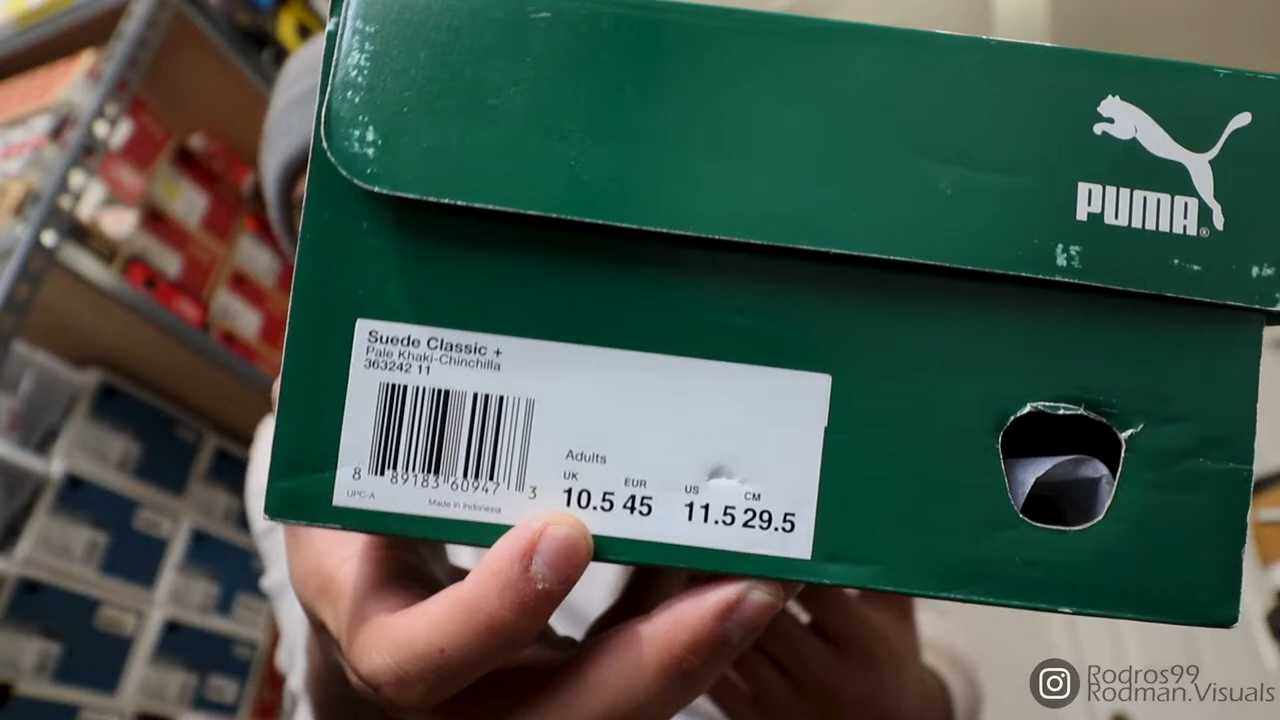 PUMA®
Suede Classic +
Pale Khaki-Chinchilla
363242 11
8 89183 60947 3
UPC-A
Made in Indonesia
Adults
UK EUR US CM
10.5 45 11.5 29.5
Rodros99
Rodman.Visuals